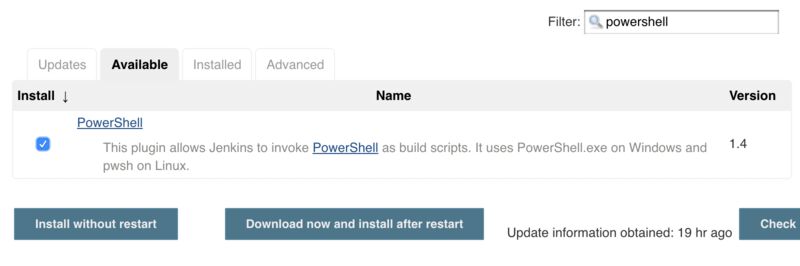 Filter: powershell
Updates Available Installed Advanced
Install ↓ Name Version
PowerShell
This plugin allows Jenkins to invoke PowerShell as build scripts. It uses PowerShell.exe on Windows and
pwsh on Linux.
1.4
Install without restart Download now and install after restart Update information obtained: 19 hr ago Check